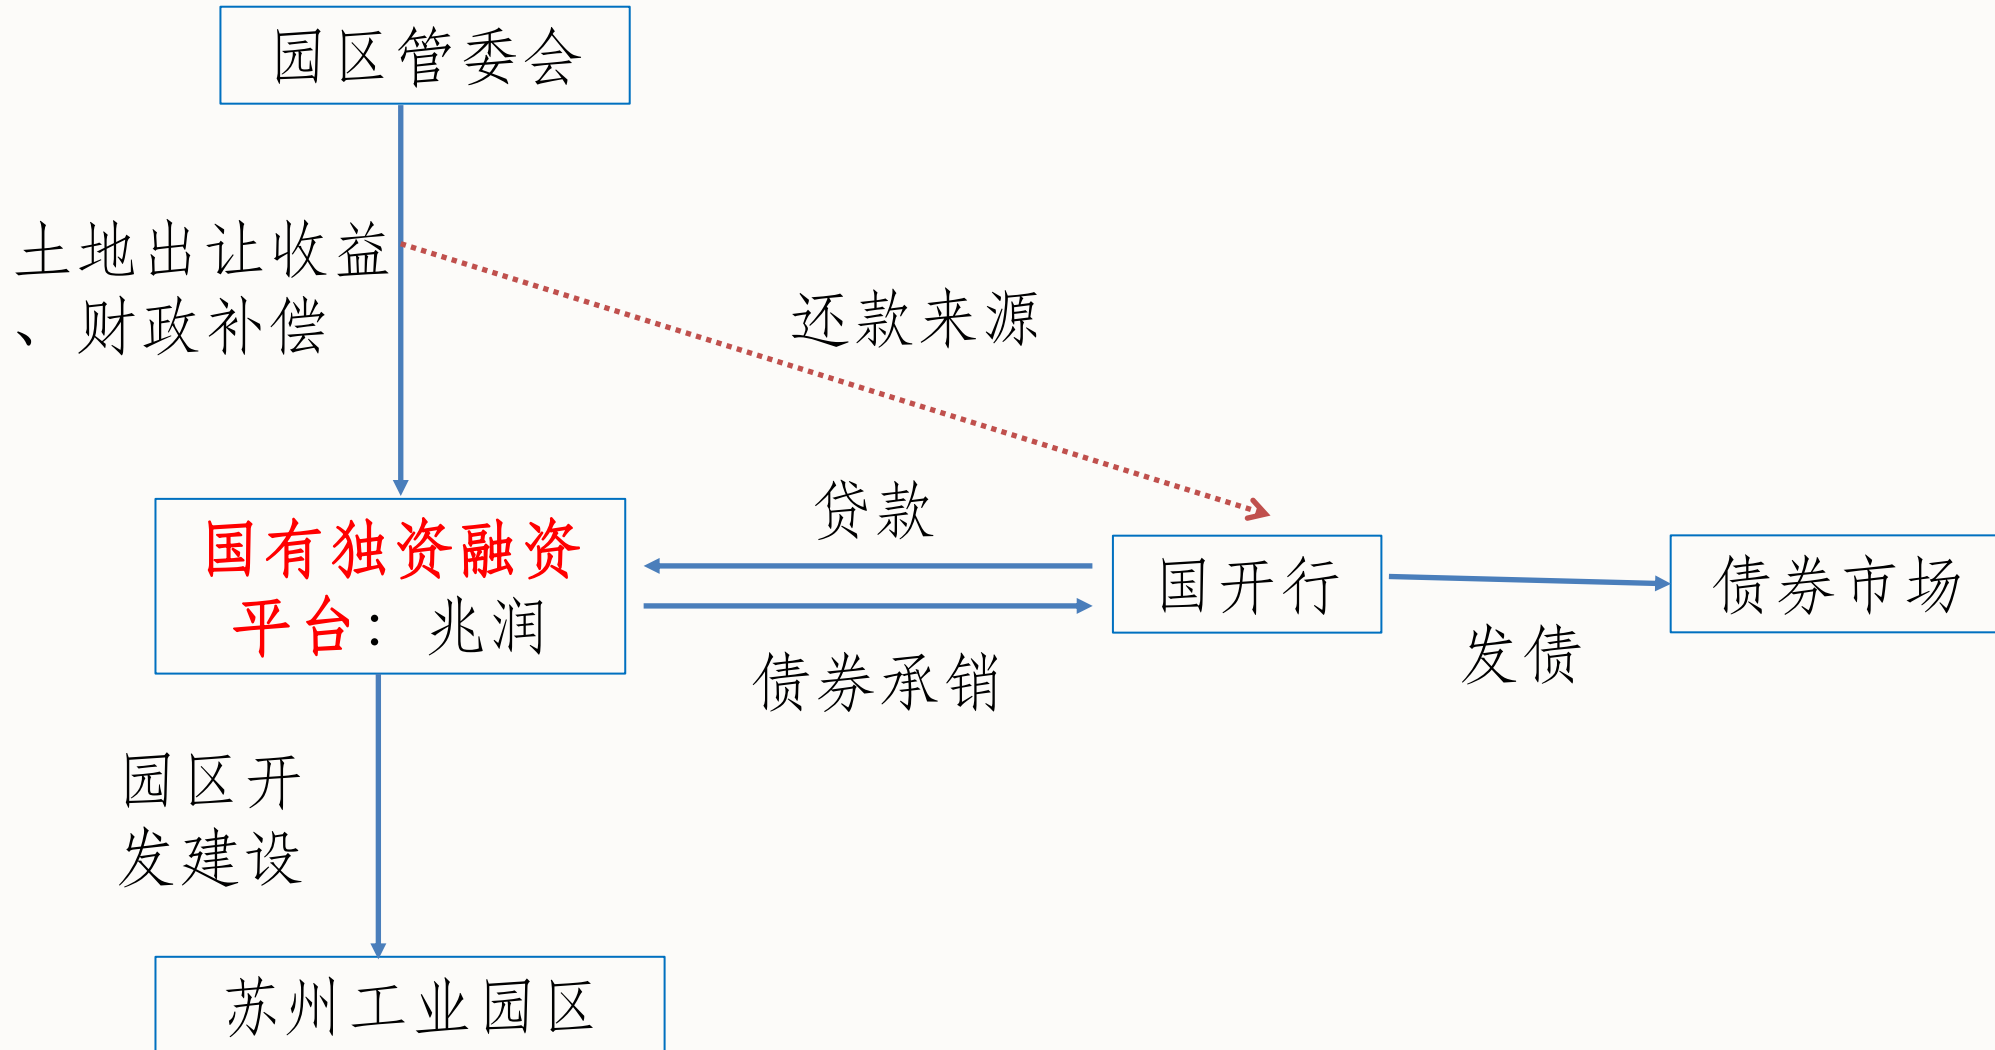 园区管委会
土地出让收益
、财政补偿
还款来源
贷款
国有独资融资
平台：兆润
国开行
债券市场
债券承销
发债
园区开
发建设
苏州工业园区